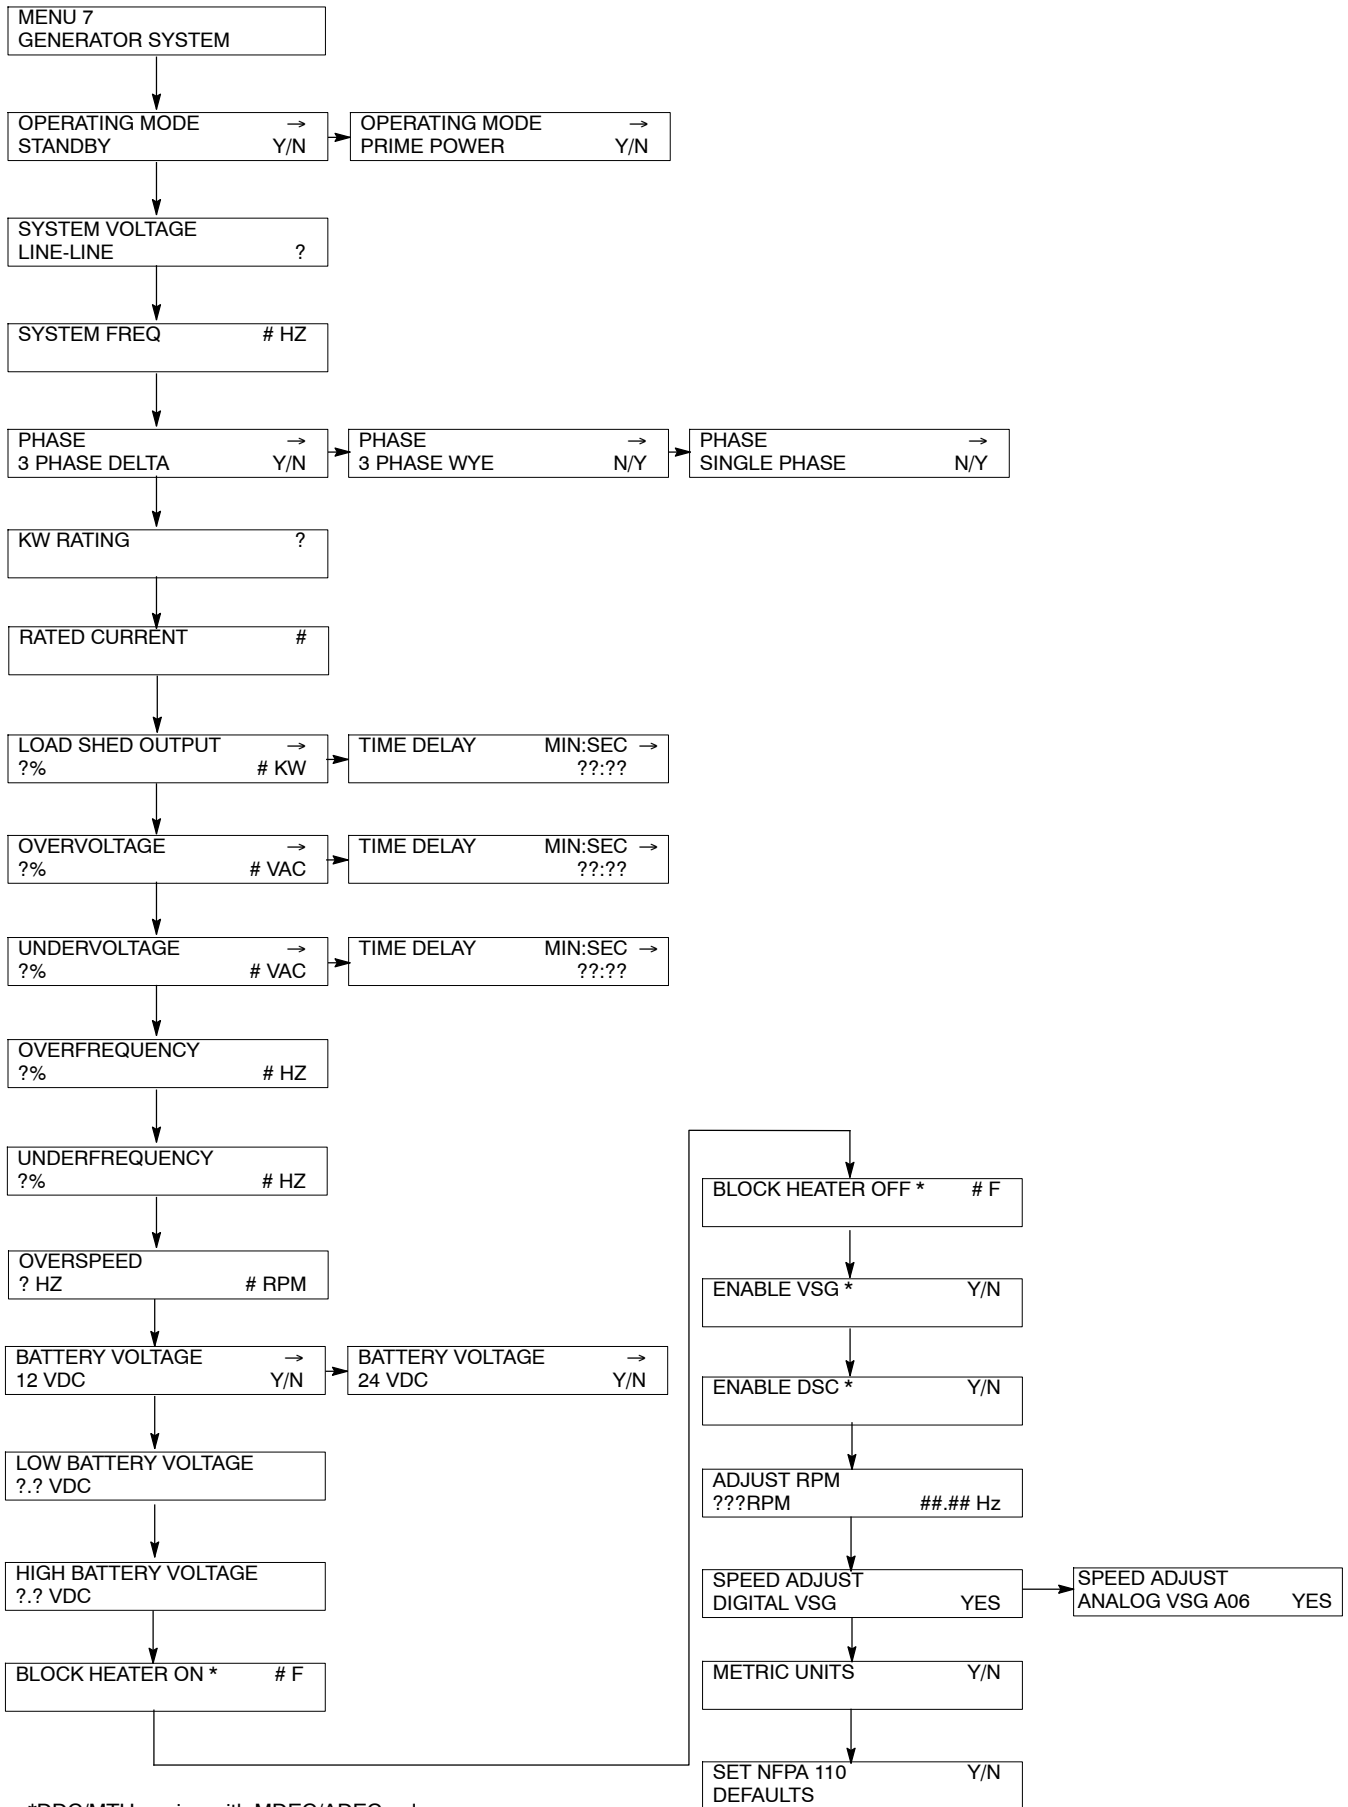 MENU 7
GENERATOR SYSTEM
OPERATING MODE →
STANDBY Y/N
OPERATING MODE →
PRIME POWER Y/N
SYSTEM VOLTAGE
LINE-LINE ?
SYSTEM FREQ # HZ
PHASE →
3 PHASE DELTA Y/N
PHASE →
3 PHASE WYE N/Y
PHASE →
SINGLE PHASE N/Y
KW RATING ?
RATED CURRENT #
LOAD SHED OUTPUT →
?% # KW
TIME DELAY MIN:SEC →
??:??
OVERVOLTAGE →
?% # VAC
TIME DELAY MIN:SEC →
??:??
UNDERVOLTAGE →
?% # VAC
TIME DELAY MIN:SEC →
??:??
OVERFREQUENCY
?% # HZ
UNDERFREQUENCY
?% # HZ
OVERSPEED
? HZ # RPM
BATTERY VOLTAGE →
12 VDC Y/N
BATTERY VOLTAGE →
24 VDC Y/N
LOW BATTERY VOLTAGE
?.? VDC
HIGH BATTERY VOLTAGE
?.? VDC
BLOCK HEATER ON * # F
BLOCK HEATER OFF * # F
ENABLE VSG * Y/N
ENABLE DSC * Y/N
ADJUST RPM
???RPM ##.## Hz
SPEED ADJUST
DIGITAL VSG YES
SPEED ADJUST
ANALOG VSG A06 YES
METRIC UNITS Y/N
SET NFPA 110 Y/N
DEFAULTS